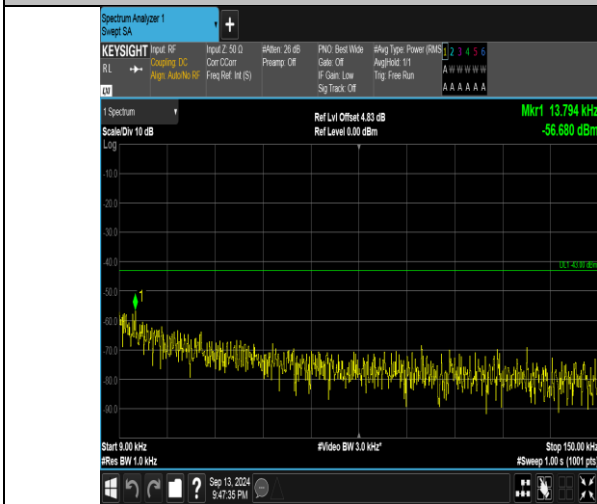 Spectrum Analyzer 1
Swept SA
+
KEYSIGHT Input: RF Input Z: 50 Ω #Atten: 26 dB PNO: Best Wide #Avg Type: Power (RMS 1 2 3 4 5 6
RL Coupling: DC Corr CCorr Preamp: Off Gate: Off Avg|Hold: 1/1 A W W W W W
Align: Auto/No RF Freq Ref: Int (S) IF Gain: Low Trig: Free Run
Sig Track: Off A A A A A A
1 Spectrum
Ref Lvl Offset 4.83 dB Mkr1 13.794 kHz
Scale/Div 10 dB Ref Level 0.00 dBm -56.680 dBm
Log
-10.0
-20.0
-30.0
-40.0
DL1 -43.00 dBm
-50.0
1
-60.0
-70.0
-80.0
-90.0
Start 9.00 kHz #Video BW 3.0 kHz* Stop 150.00 kHz
#Res BW 1.0 kHz #Sweep 1.00 s (1001 pts)
? Sep 13, 2024
9:47:35 PM